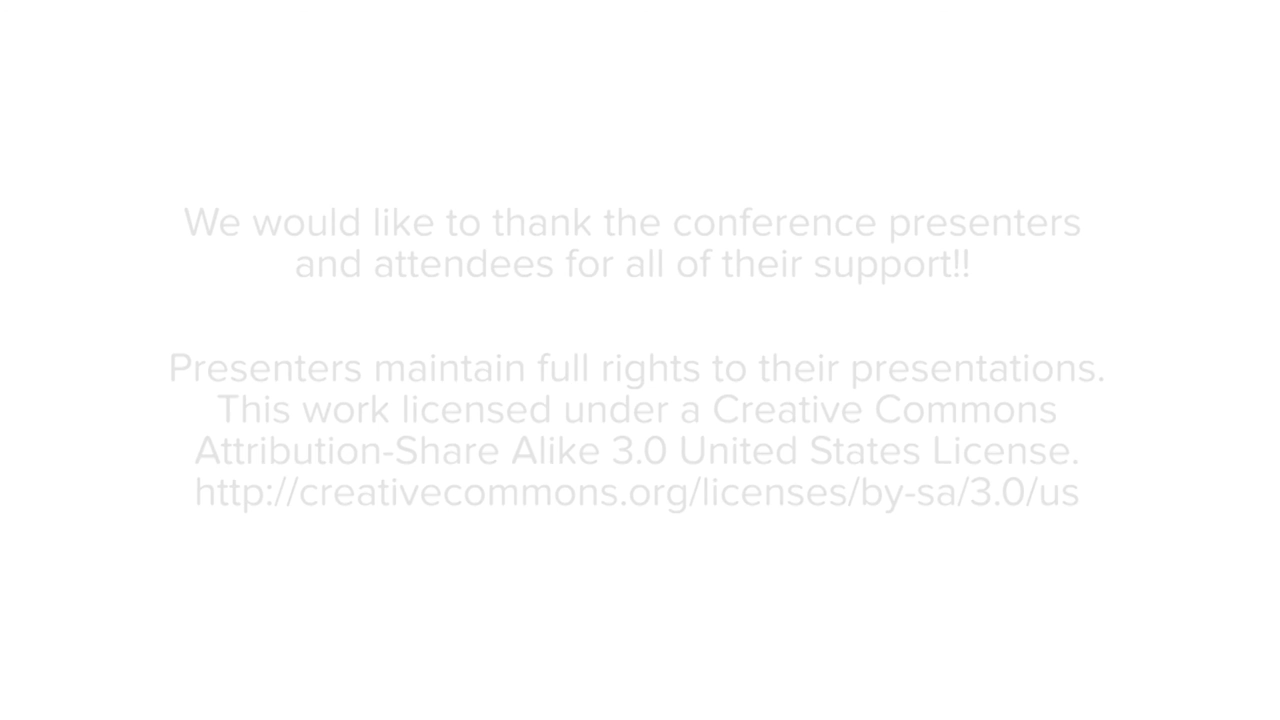 We would like to thank the conference presenters
and attendees for all of their support!!
Presenters maintain full rights to their presentations.
This work licensed under a Creative Commons
Attribution-Share Alike 3.0 United States License.
http://creativecommons.org/licenses/by-sa/3.0/us